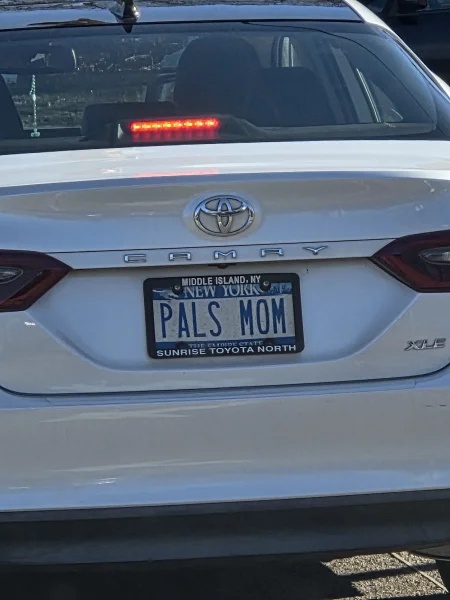 CAMRY
MIDDLE ISLAND, NY
NEW YORK
PALS MOM
THE EMPIRE STATE
SUNRISE TOYOTA NORTH
XLE